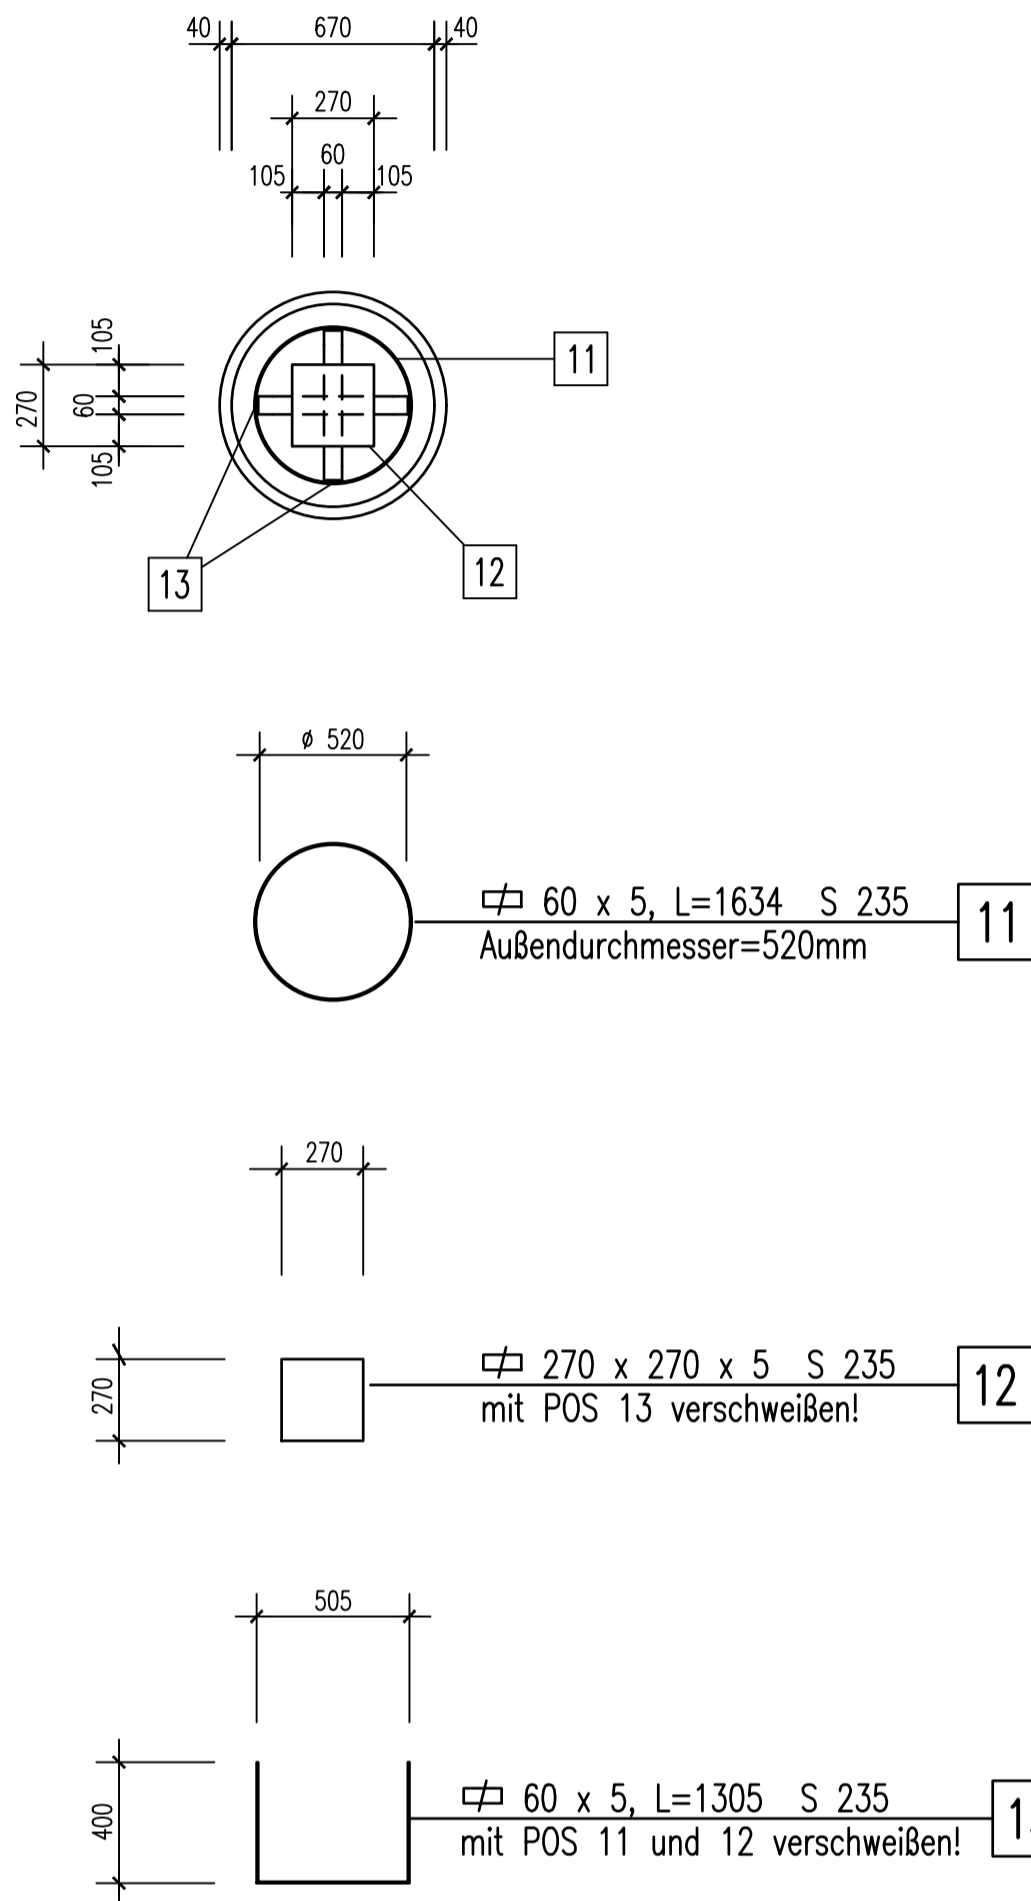 40 670 40
270
60
105 105
105
270 60
105
11
13
12
ø 520
⌭ 60 x 5, L=1634 S 235
Außendurchmesser=520mm
11
270
270
270 x 270 x 5 S 235
mit POS 13 verschweißen!
12
505
400
60 x 5, L=1305 S 235
mit POS 11 und 12 verschweißen!
1